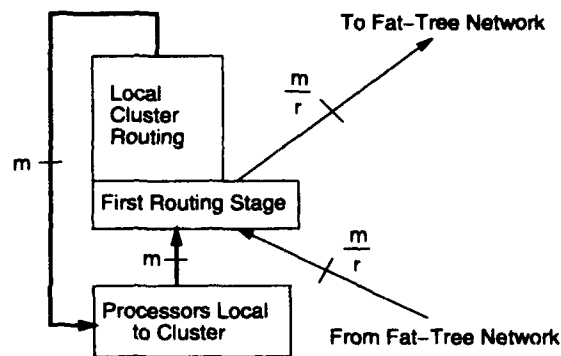 To Fat-Tree Network
m
r
Local
Cluster
Routing
m
First Routing Stage
m
m
r
Processors Local
to Cluster
From Fat-Tree Network